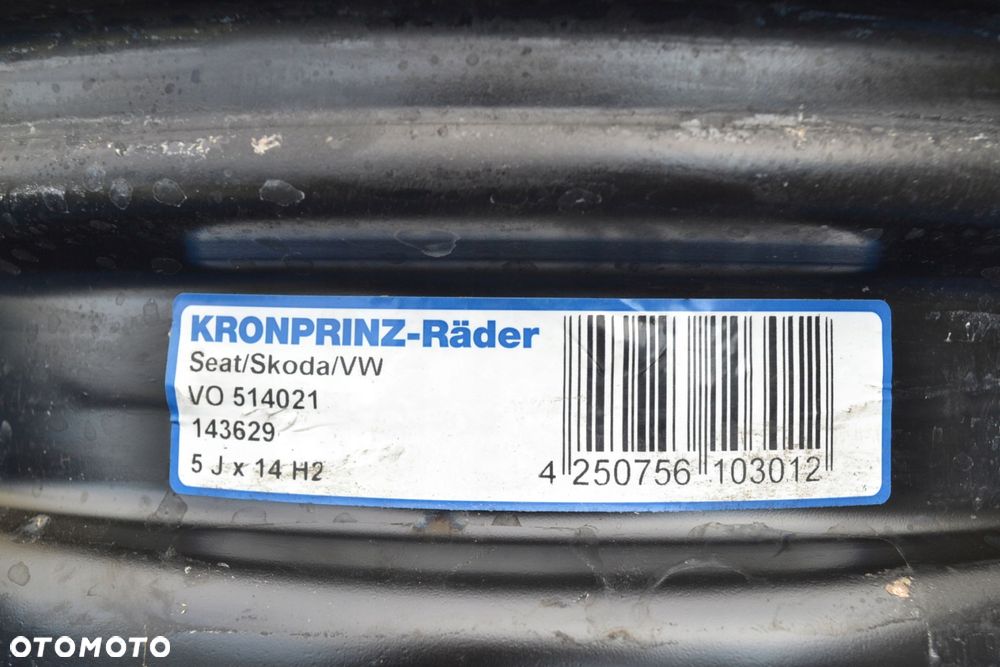 KRONPRINZ-Räder
Seat/Skoda/VW
VO 514021
143629
5 J x 14 H2
4 250756 103012
OTOMOTO